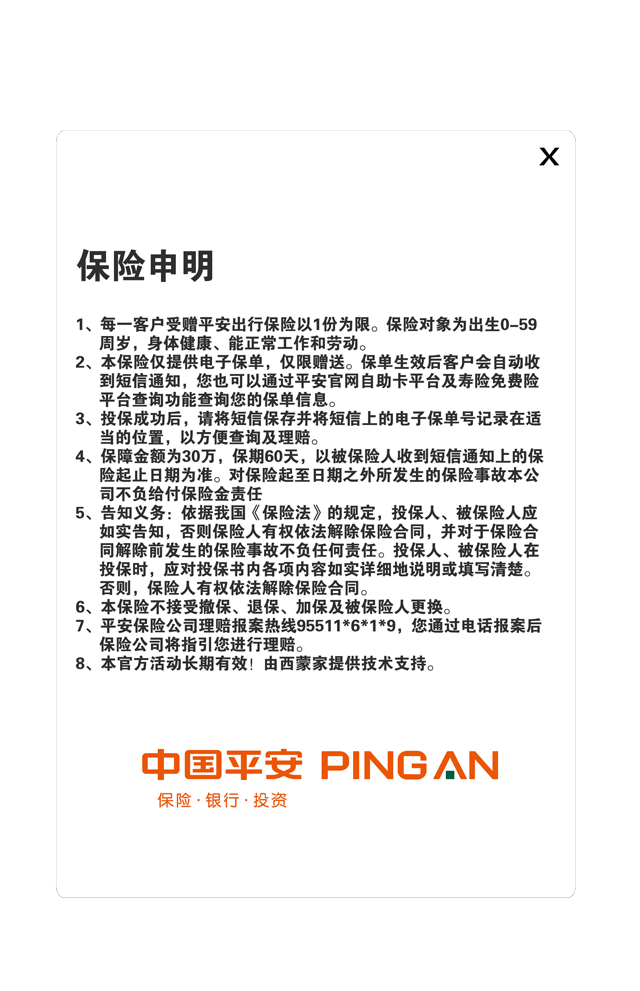 X
保险申明
1、每一客户受赠平安出行保险以1份为限。保险对象为出生0-59
周岁，身体健康、能正常工作和劳动。
2、本保险仅提供电子保单，仅限赠送。保单生效后客户会自动收
到短信通知，您也可以通过平安官网自助卡平台及寿险免费险
平台查询功能查询您的保单信息。
3、投保成功后，请将短信保存并将短信上的电子保单号记录在适
当的位置，以方便查询及理赔。
4、保障金额为30万，保期60天，以被保险人收到短信通知上的保
险起止日期为准。对保险起至日期之外所发生的保险事故本公
司不负给付保险金责任
5、告知义务：依据我国《保险法》的规定，投保人、被保险人应
如实告知，否则保险人有权依法解除保险合同，并对于保险合
同解除前发生的保险事故不负任何责任。投保人、被保险人在
投保时，应对投保书内各项内容如实详细地说明或填写清楚。
否则，保险人有权依法解除保险合同。
6、本保险不接受撤保、退保、加保及被保险人更换。
7、平安保险公司理赔报案热线95511*6*1*9，您通过电话报案后
保险公司将指引您进行理赔。
8、本官方活动长期有效！由西蒙家提供技术支持。
中国平安 PING AN
保险·银行·投资